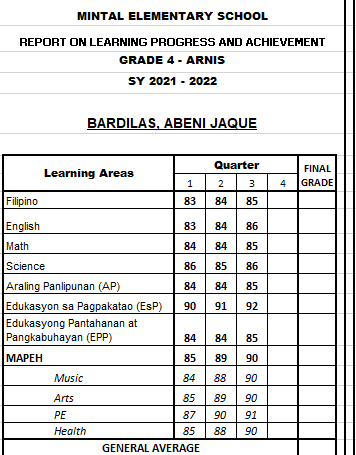 MINTAL ELEMENTARY SCHOOL
REPORT ON LEARNING PROGRESS AND ACHIEVEMENT
GRADE 4 - ARNIS
SY 2021 - 2022
BARDILAS, ABENI JAQUE
Learning Areas Quarter FINAL GRADE
1 2 3 4
Filipino 83 84 85
English 83 84 86
Math 84 84 85
Science 86 85 86
Araling Panlipunan (AP) 84 84 85
Edukasyon sa Pagpakatao (EsP) 90 91 92
Edukasyong Pantahanan at
Pangkabuhayan (EPP) 84 84 85
MAPEH 85 89 90
Music 84 88 90
Arts 85 89 90
PE 87 90 91
Health 85 88 90
GENERAL AVERAGE